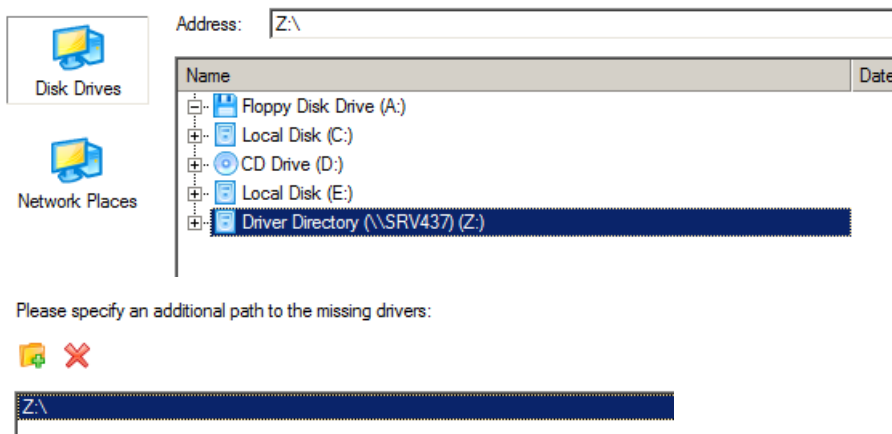 Address: Z:\
Disk Drives
Name Date
Floppy Disk Drive (A:)
Local Disk (C:)
CD Drive (D:)
Local Disk (E:)
Driver Directory (\\SRV437) (Z:)
Network Places
Please specify an additional path to the missing drivers:
Z:\